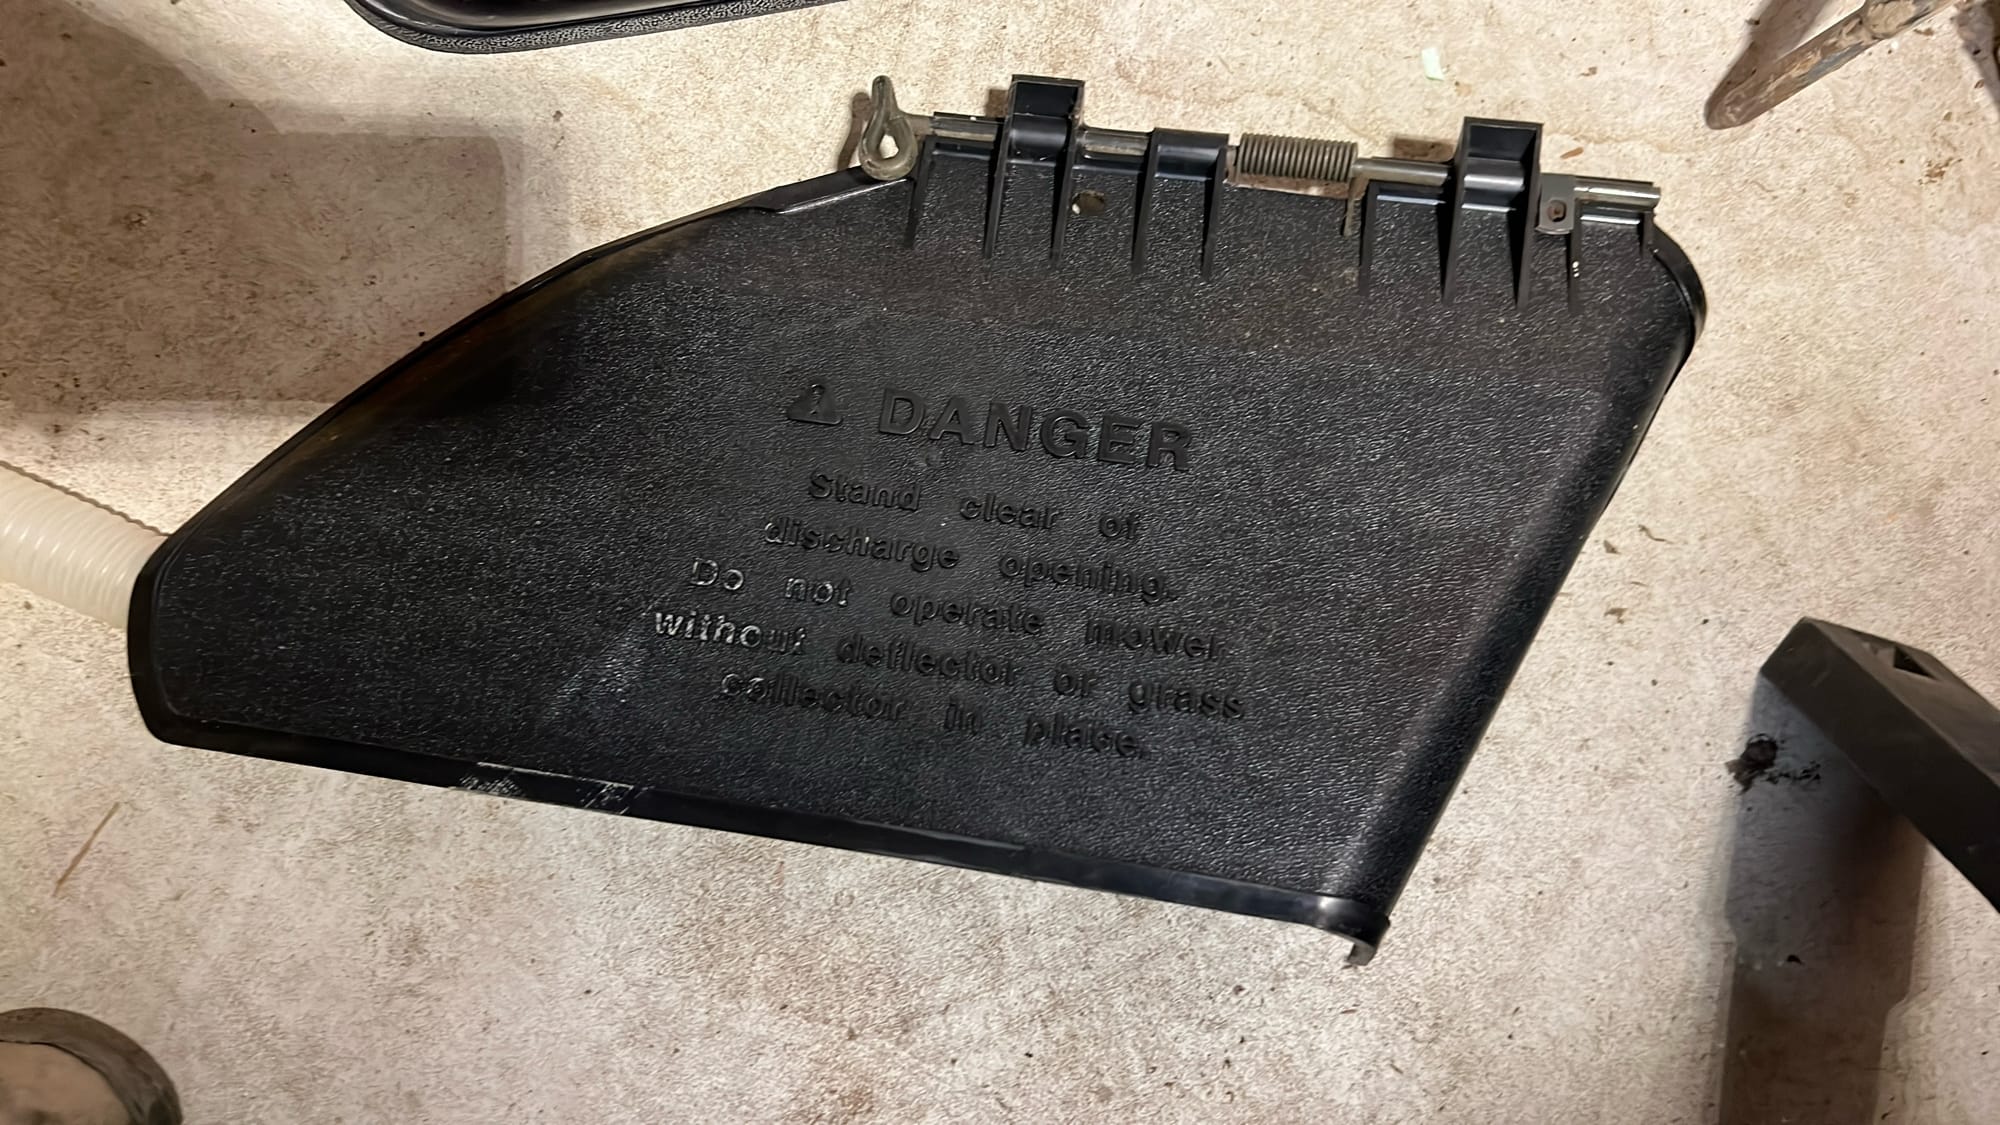 DANGER
Stand clear of
discharge opening.
Do not operate mower
without deflector or grass
collector in place.